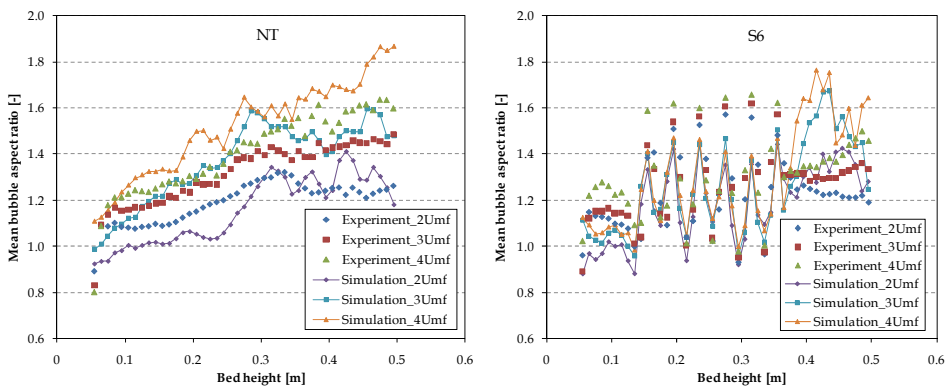 NT
Mean bubble aspect ratio [-]
2.0
1.8
1.6
1.4
1.2
1.0
0.8
0.6
0
0.1
0.2
0.3
0.4
0.5
0.6
Bed height [m]
Experiment_2Umf
Experiment_3Umf
Experiment_4Umf
Simulation_2Umf
Simulation_3Umf
Simulation_4Umf
S6
Mean bubble aspect ratio [-]
2.0
1.8
1.6
1.4
1.2
1.0
0.8
0.6
0
0.1
0.2
0.3
0.4
0.5
0.6
Bed height [m]
Experiment_2Umf
Experiment_3Umf
Experiment_4Umf
Simulation_2Umf
Simulation_3Umf
Simulation_4Umf